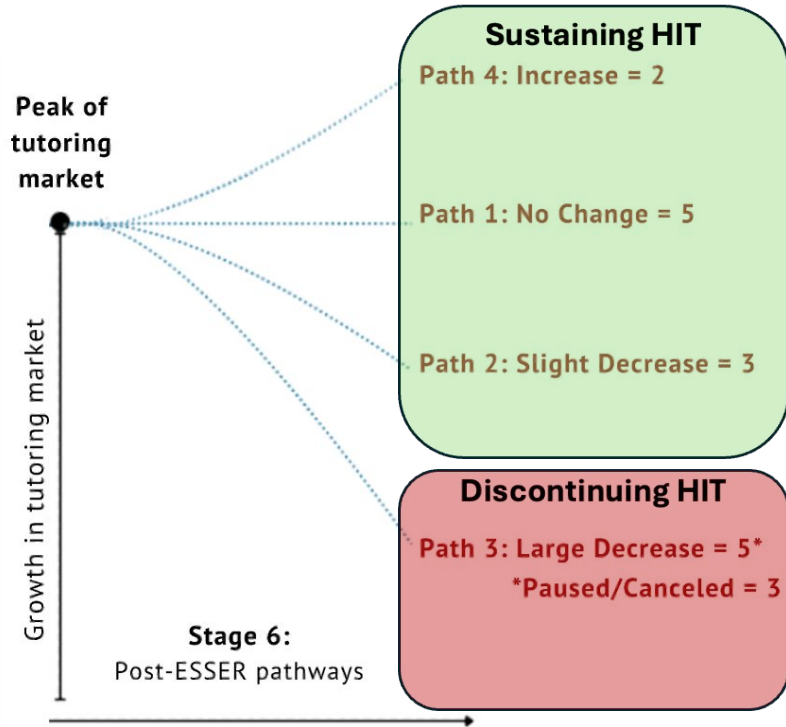 Sustaining HIT
Path 4: Increase = 2
Peak of
tutoring
market
Path 1: No Change = 5
Path 2: Slight Decrease = 3
Growth in tutoring market
Discontinuing HIT
Path 3: Large Decrease = 5*
*Paused/Canceled = 3
Stage 6:
Post-ESSER pathways